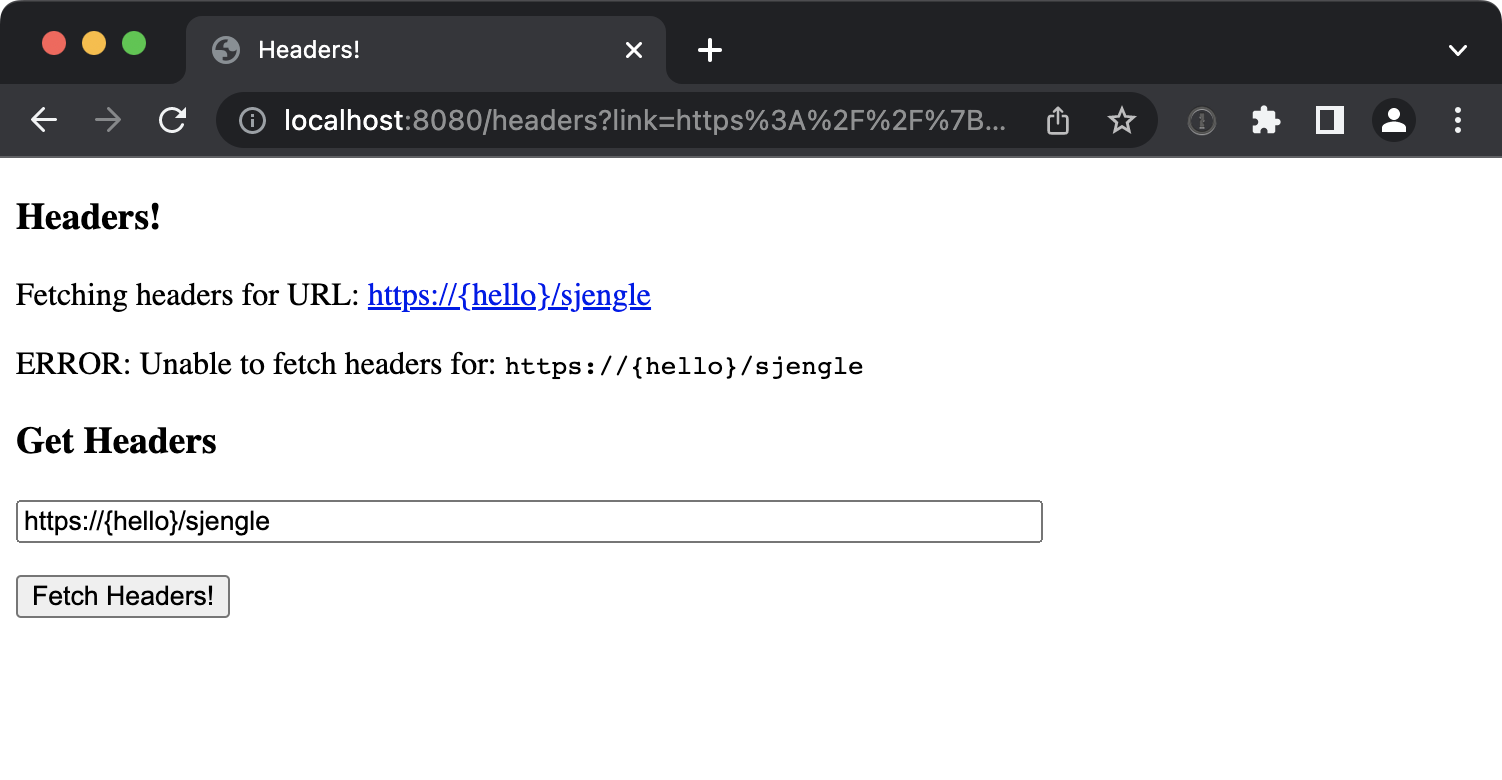 Headers!
localhost:8080/headers?link=https%3A%2F%2F%7B...
Headers!
Fetching headers for URL: https://{hello}/sjengle
ERROR: Unable to fetch headers for: https://{hello}/sjengle
Get Headers
https://{hello}/sjengle
Fetch Headers!